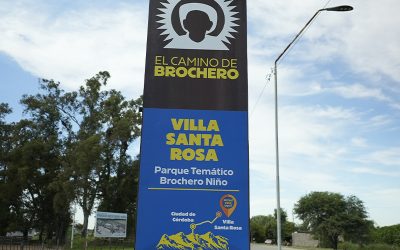 EL CAMINO DE
BROCHERO
VILLA
SANTA
ROSA
Parque Temático
Brochero Niño
Ciudad de
Córdoba
Villa
Santa Rosa